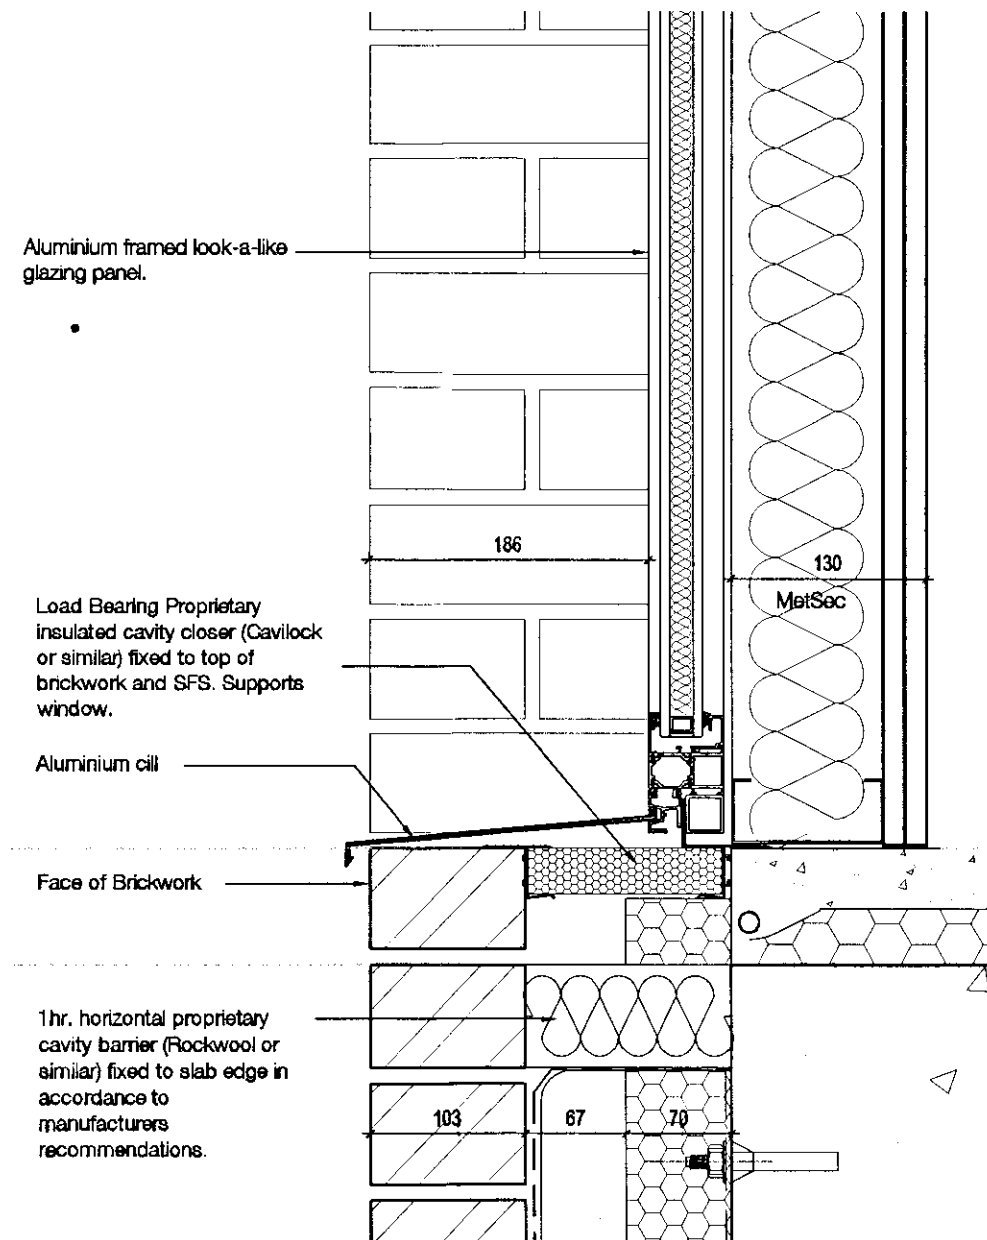 Aluminium framed look-a-like
glazing panel.
186
130
MetSec
Load Bearing Proprietary
insulated cavity closer (Cavilock
or similar) fixed to top of
brickwork and SFS. Supports
window.
Aluminium cill
Face of Brickwork
1hr. horizontal proprietary
cavity barrier (Rockwool or
similar) fixed to slab edge in
accordance to
manufacturers
recommendations.
103
67
70